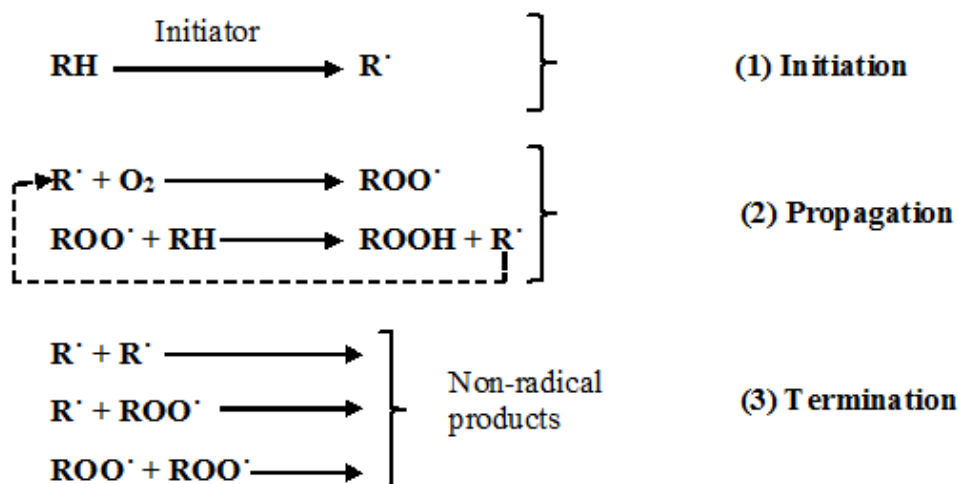 Initiator
RH R˙ (1) Initiation
R˙ + O₂ ROO˙
(2) Propagation
ROO˙ + RH ROOH + R˙
R˙ + R˙
Non-radical
products
R˙ + ROO˙ (3) Termination
ROO˙ + ROO˙